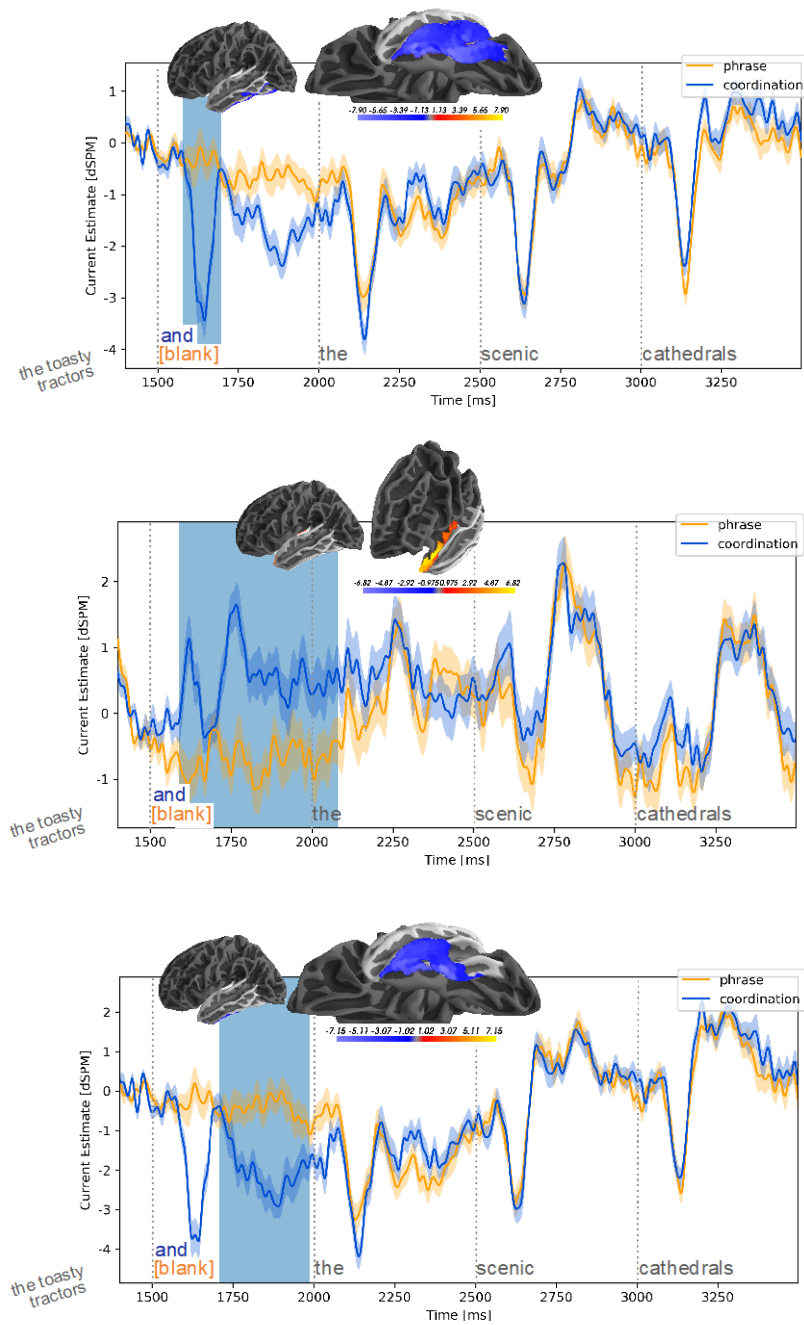 phrase
coordination
-7.90 -5.65 -3.39 -1.13 1.13 3.39 5.65 7.90
1
0
-1
-2
-3
-4
Current Estimate [dSPM]
and
[blank]
the
scenic
cathedrals
the toasty
tractors
1500 1750 2000 2250 2500 2750 3000 3250
Time [ms]
phrase
coordination
-6.82 -4.87 -2.92 -0.975 0.975 2.92 4.87 6.82
2
1
0
-1
Current Estimate [dSPM]
and
[blank]
the
scenic
cathedrals
the toasty
tractors
1500 1750 2000 2250 2500 2750 3000 3250
Time [ms]
phrase
coordination
-7.15 -5.11 -3.07 -1.02 1.02 3.07 5.11 7.15
2
1
0
-1
-2
-3
-4
Current Estimate [dSPM]
and
[blank]
the
scenic
cathedrals
the toasty
tractors
1500 1750 2000 2250 2500 2750 3000 3250
Time [ms]